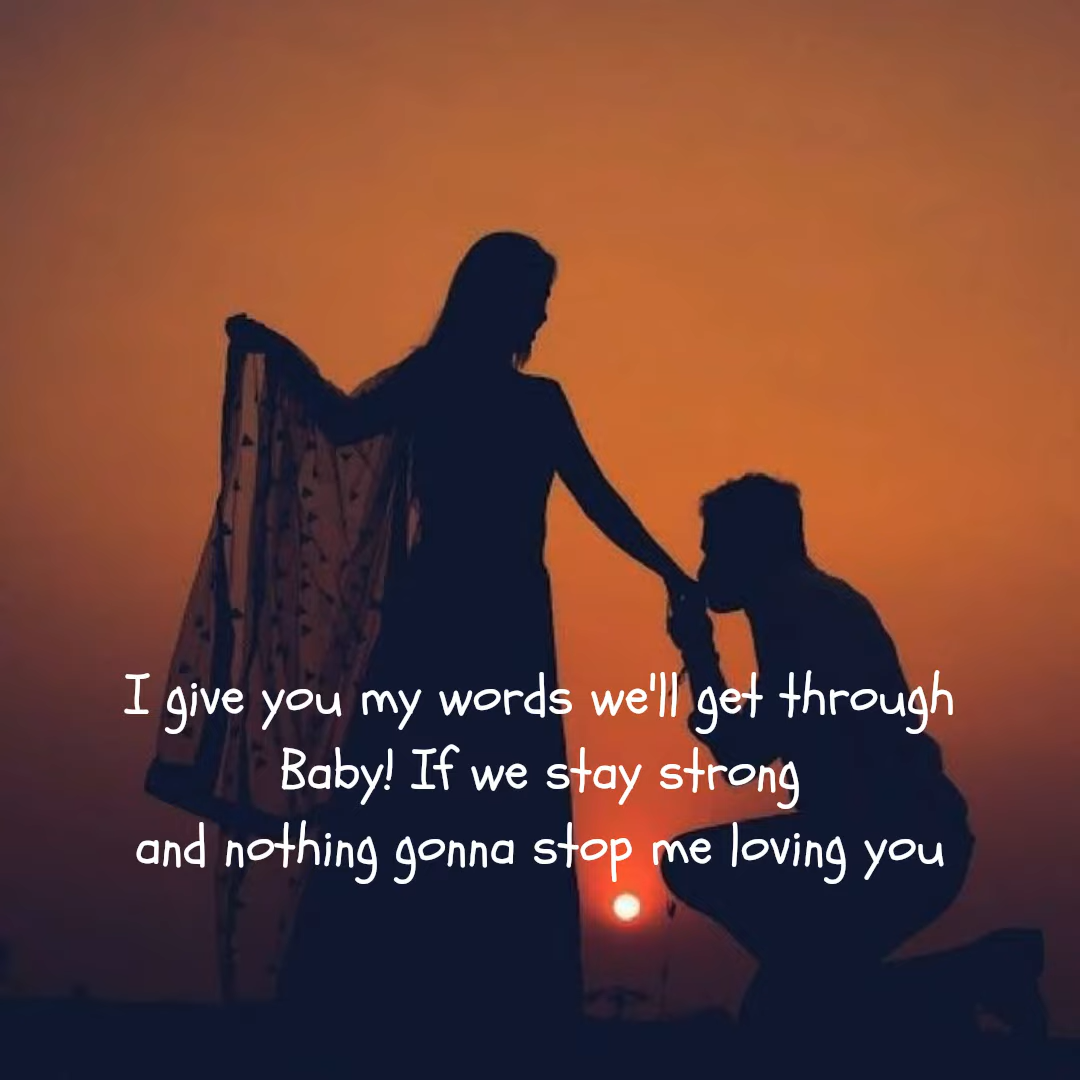 I give you my words we'll get through
Baby! If we stay strong
and nothing gonna stop me loving you